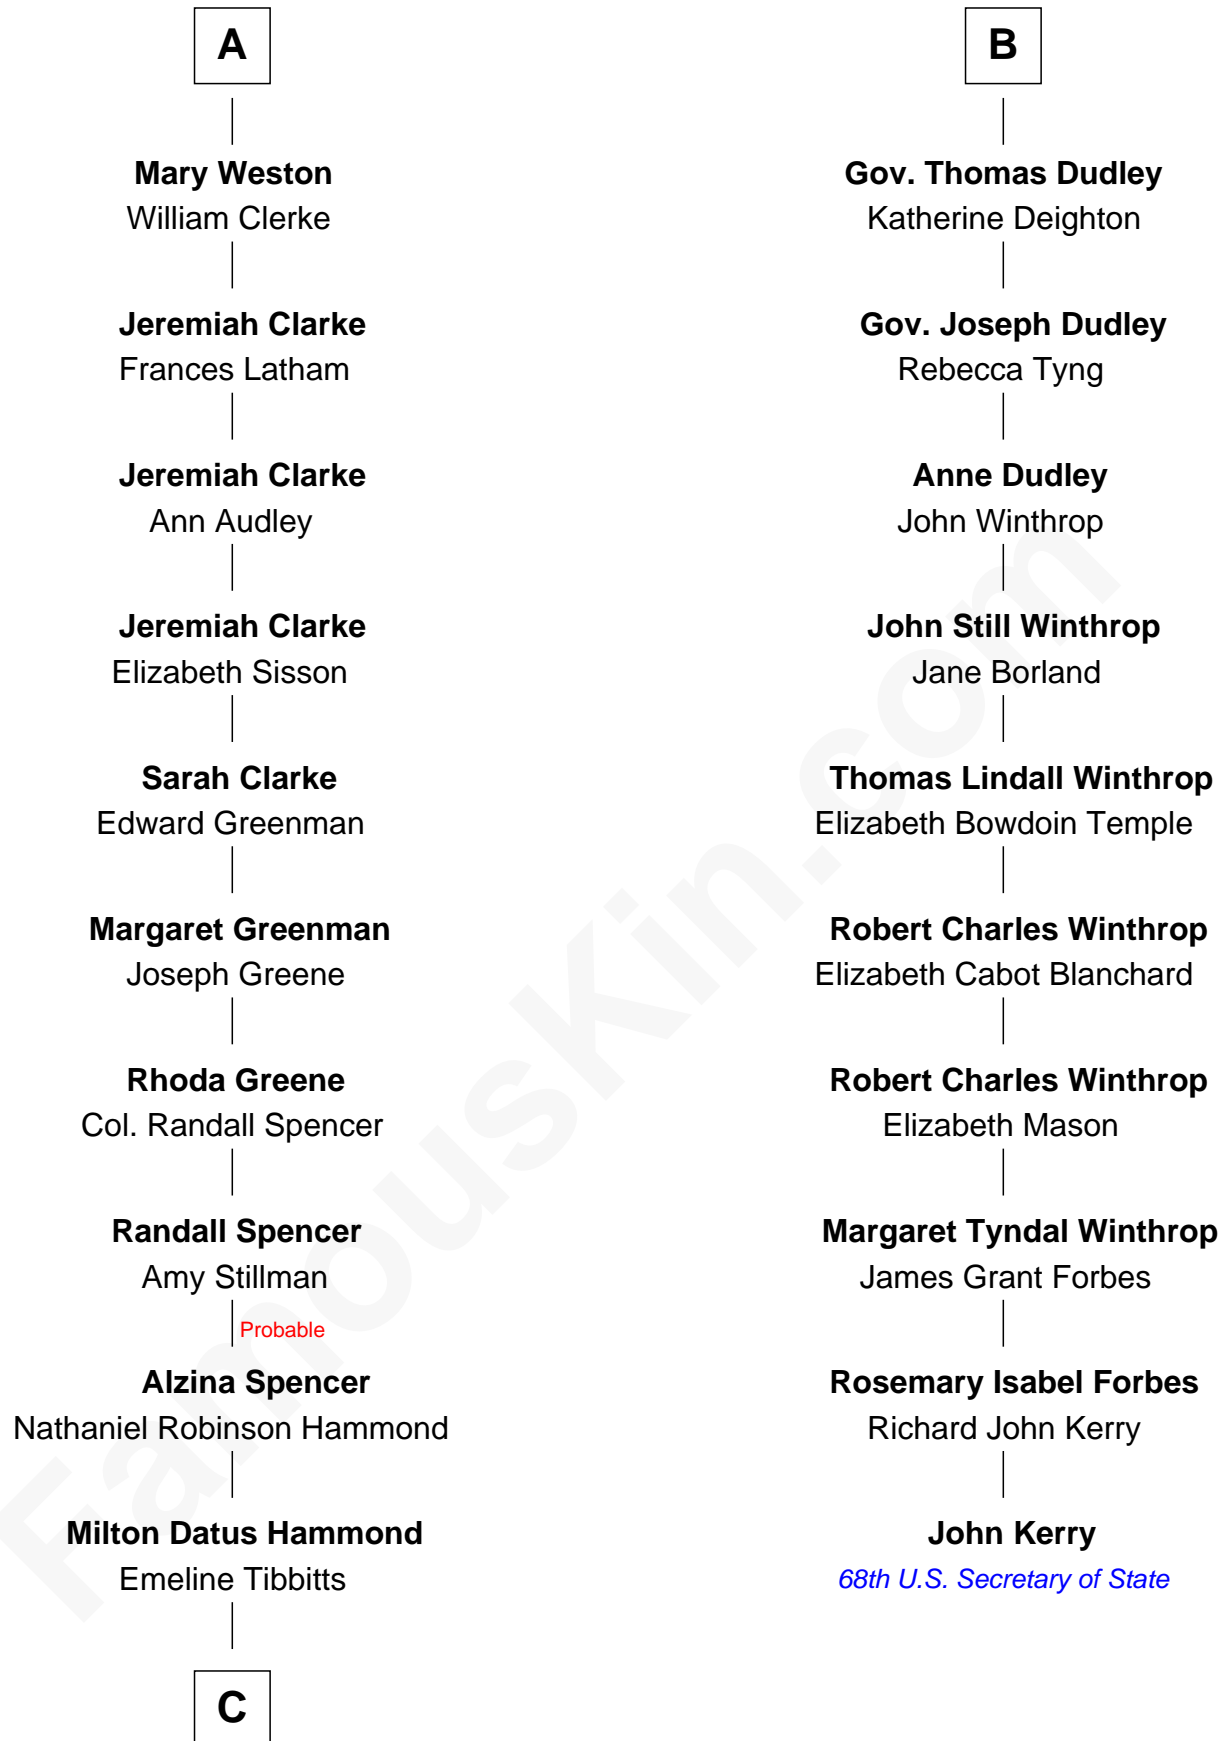 A
Mary Weston
William Clerke
Jeremiah Clarke
Frances Latham
Jeremiah Clarke
Ann Audley
Jeremiah Clarke
Elizabeth Sisson
Sarah Clarke
Edward Greenman
Margaret Greenman
Joseph Greene
Rhoda Greene
Col. Randall Spencer
Randall Spencer
Amy Stillman
Probable
Alzina Spencer
Nathaniel Robinson Hammond
Milton Datus Hammond
Emeline Tibbitts
C
B
Gov. Thomas Dudley
Katherine Deighton
Gov. Joseph Dudley
Rebecca Tyng
Anne Dudley
John Winthrop
John Still Winthrop
Jane Borland
Thomas Lindall Winthrop
Elizabeth Bowdoin Temple
Robert Charles Winthrop
Elizabeth Cabot Blanchard
Robert Charles Winthrop
Elizabeth Mason
Margaret Tyndal Winthrop
James Grant Forbes
Rosemary Isabel Forbes
Richard John Kerry
John Kerry
68th U.S. Secretary of State
FamousKin.com